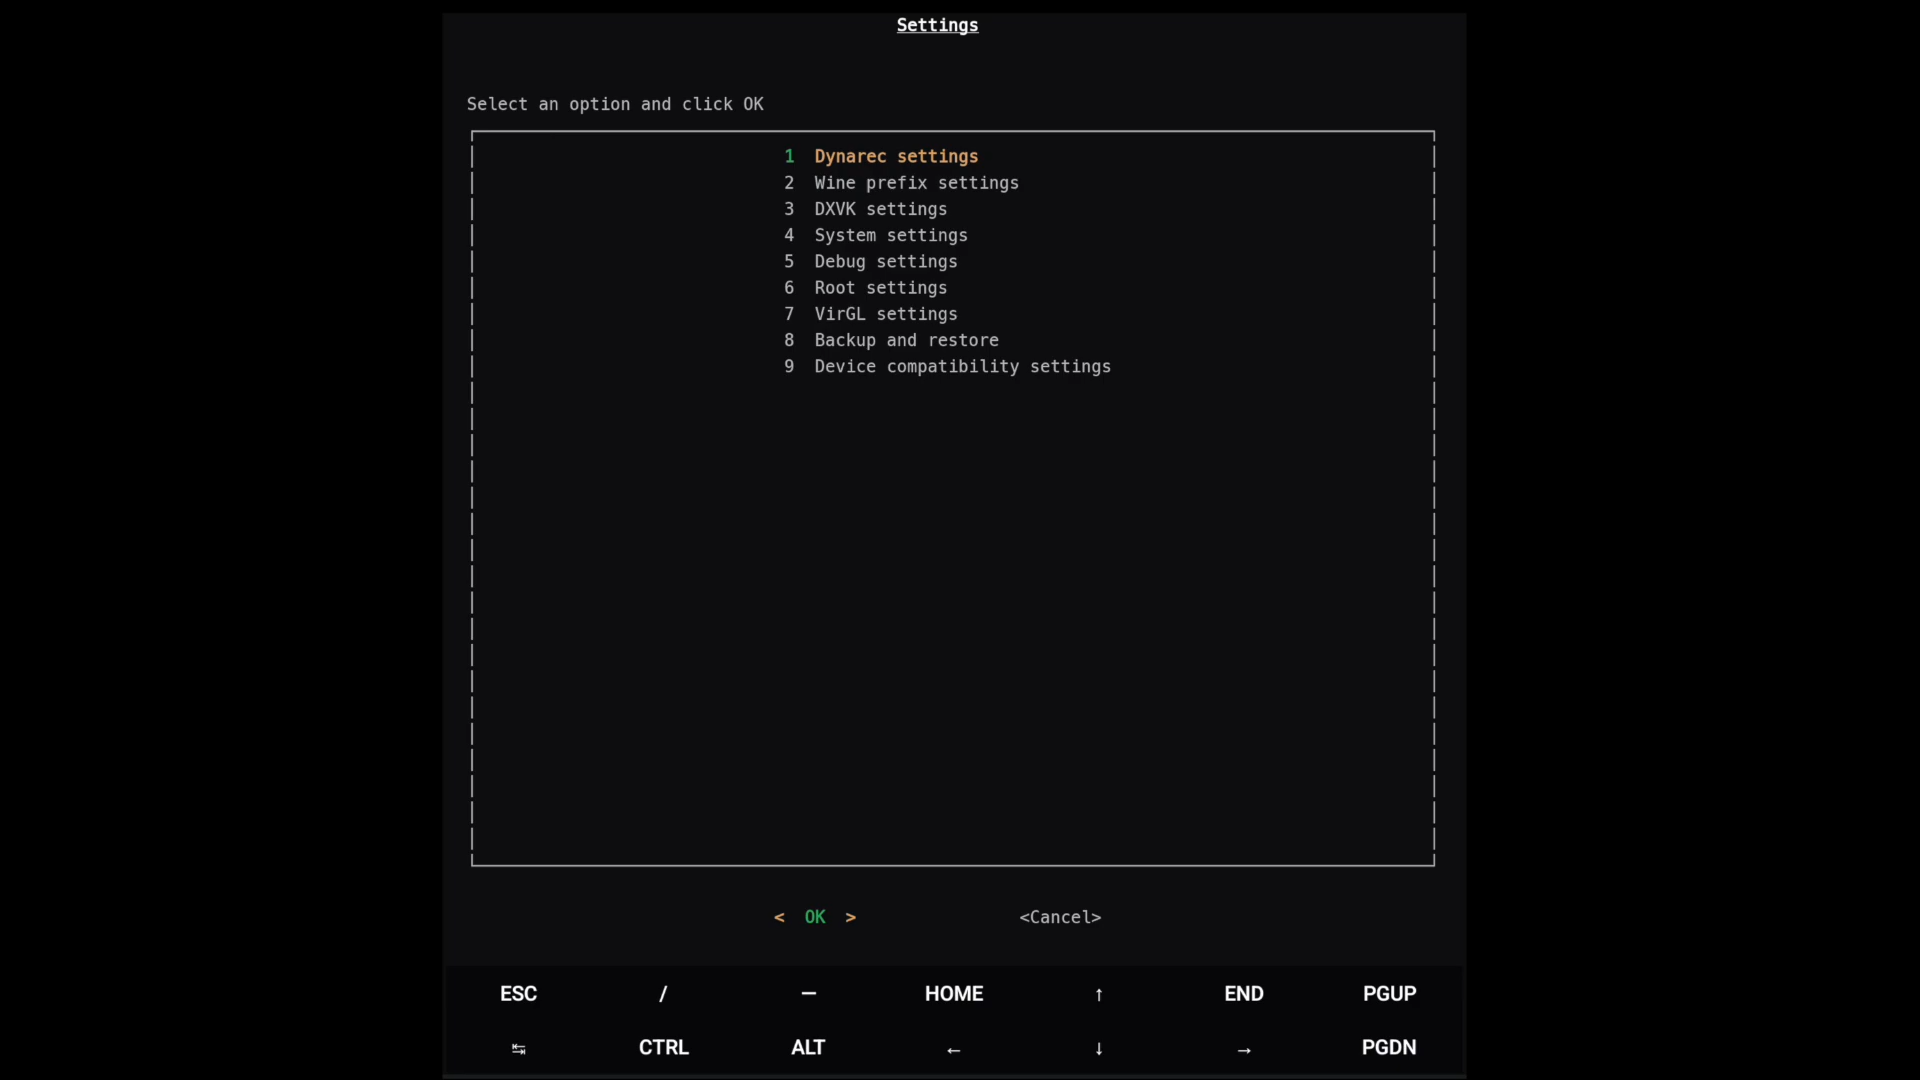 Settings
Select an option and click OK
1 Dynarec settings
2 Wine prefix settings
3 DXVK settings
4 System settings
5 Debug settings
6 Root settings
7 VirGL settings
8 Backup and restore
9 Device compatibility settings
< OK > <Cancel>
ESC / — HOME ↑ END PGUP
↹ CTRL ALT ← ↓ → PGDN